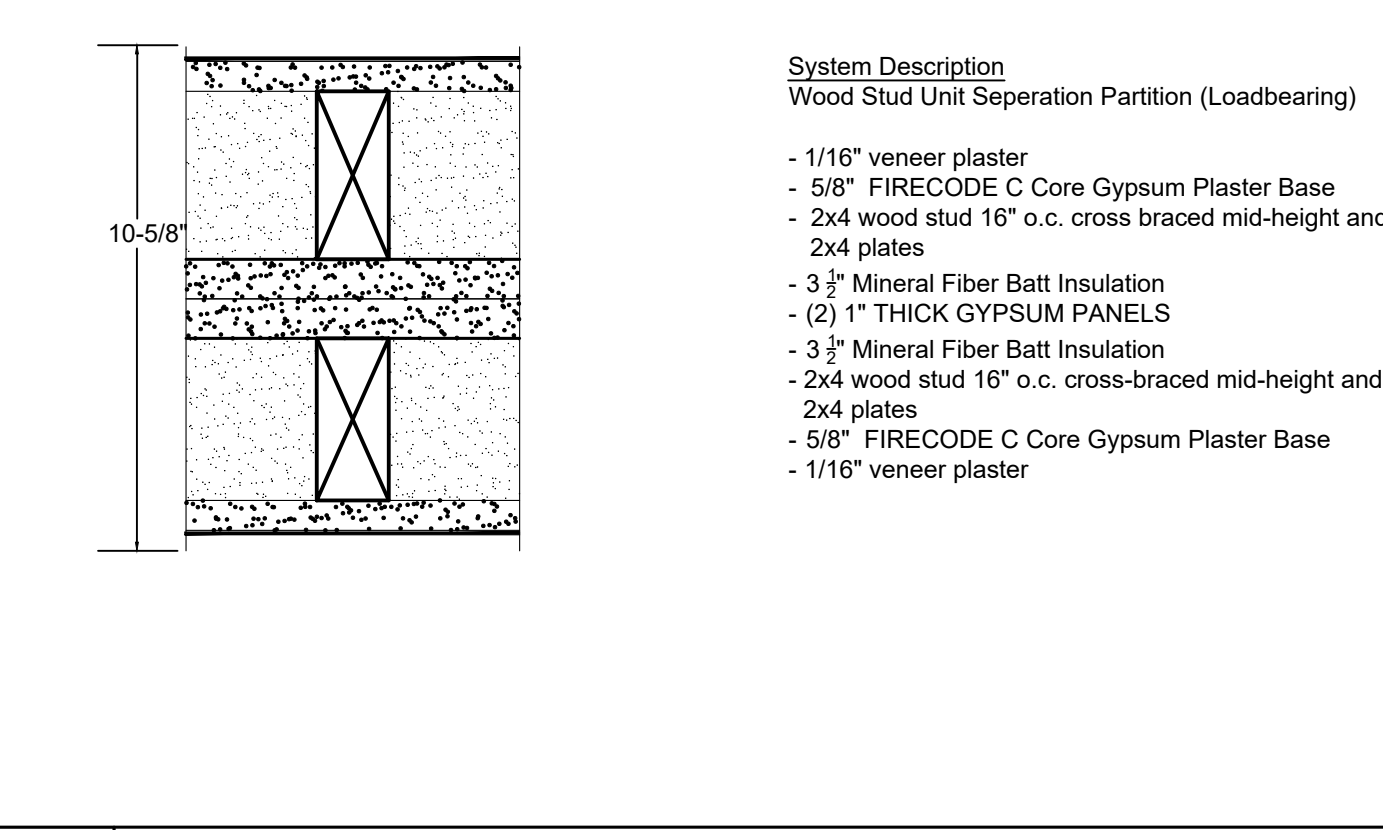 10-5/8"
System Description
Wood Stud Unit Seperation Partition (Loadbearing)
- 1/16" veneer plaster
- 5/8" FIRECODE C Core Gypsum Plaster Base
- 2x4 wood stud 16" o.c. cross braced mid-height and
2x4 plates
- 3 1/2" Mineral Fiber Batt Insulation
- (2) 1" THICK GYPSUM PANELS
- 3 1/2" Mineral Fiber Batt Insulation
- 2x4 wood stud 16" o.c. cross-braced mid-height and
2x4 plates
- 5/8" FIRECODE C Core Gypsum Plaster Base
- 1/16" veneer plaster